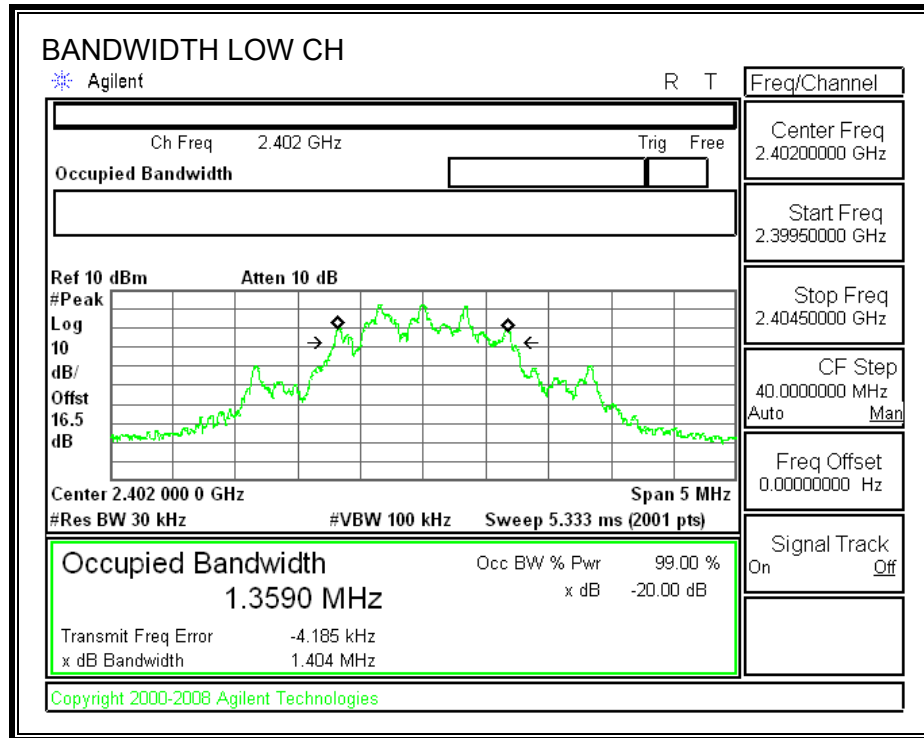 BANDWIDTH LOW CH
Agilent R T
Freq/Channel
Ch Freq 2.402 GHz Trig Free
Occupied Bandwidth
Center Freq
2.40200000 GHz
Start Freq
2.39950000 GHz
Stop Freq
2.40450000 GHz
CF Step
40.0000000 MHz
Auto Man
Freq Offset
0.00000000 Hz
Signal Track
On Off
Ref 10 dBm Atten 10 dB
#Peak
Log
10
dB/
Offst
16.5
dB
Center 2.402 000 0 GHz Span 5 MHz
#Res BW 30 kHz #VBW 100 kHz Sweep 5.333 ms (2001 pts)
Occupied Bandwidth Occ BW % Pwr 99.00 %
1.3590 MHz x dB -20.00 dB
Transmit Freq Error -4.185 kHz
x dB Bandwidth 1.404 MHz
Copyright 2000-2008 Agilent Technologies